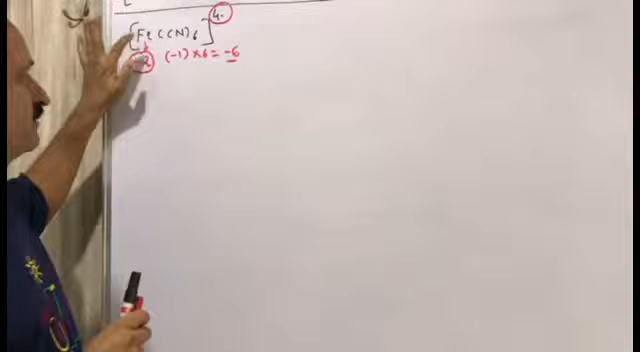 [Fe(CN)6]4-
+2 (-1) × 6 = -6